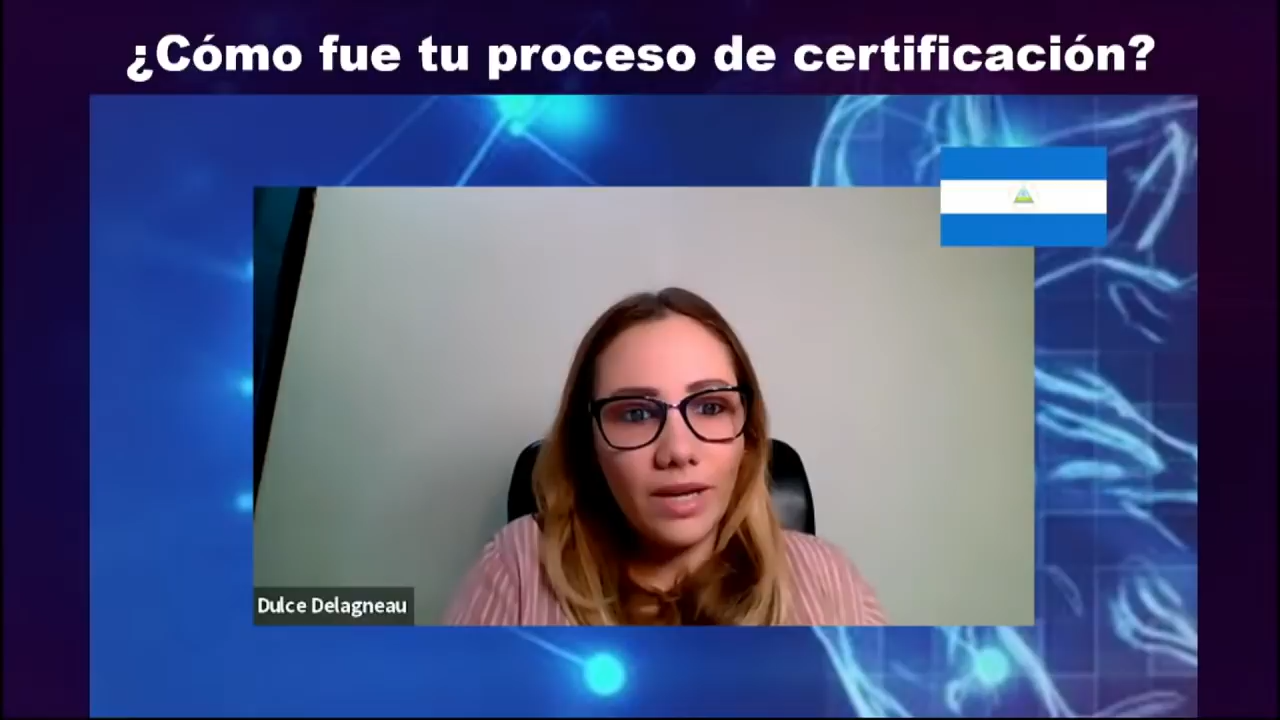 ¿Cómo fue tu proceso de certificación?
Dulce Delagneau